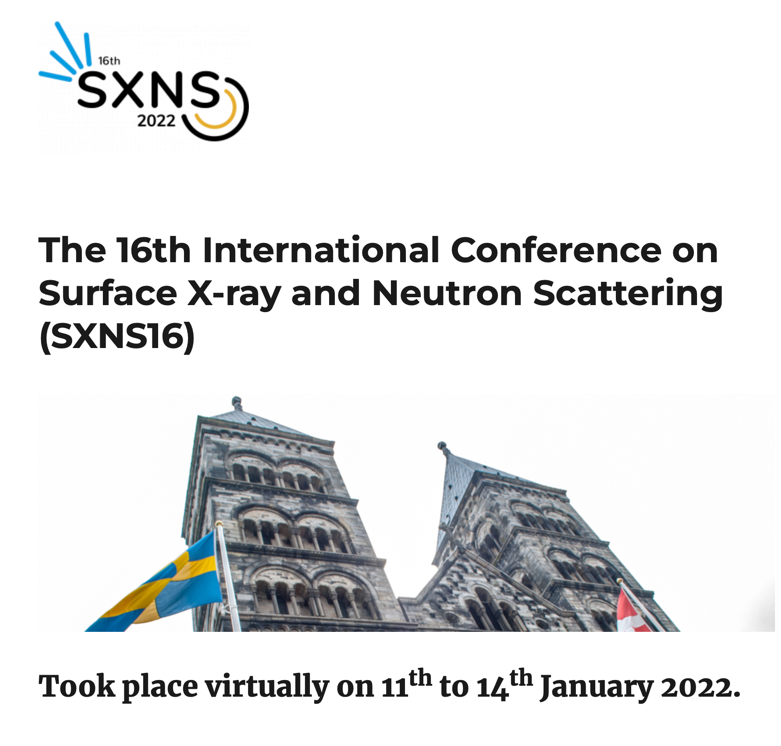 16th
SXNS
2022
The 16th International Conference on
Surface X-ray and Neutron Scattering
(SXNS16)
Took place virtually on 11th to 14th January 2022.